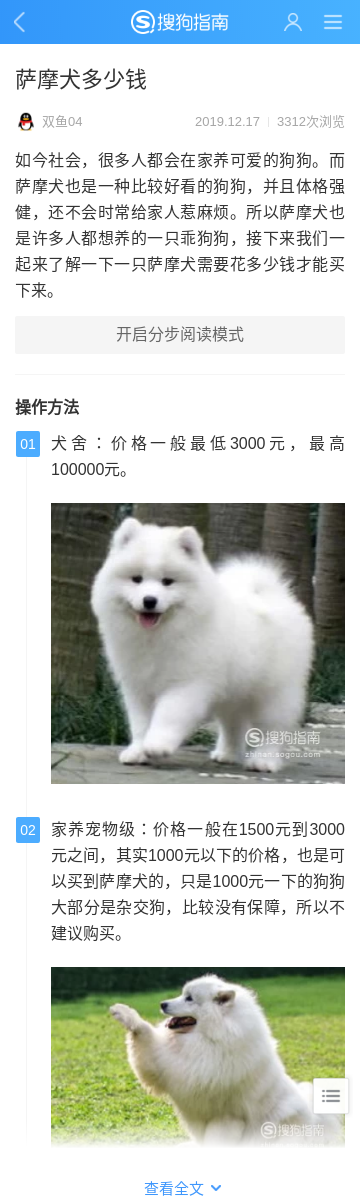 搜狗指南
萨摩犬多少钱
双鱼04
2019.12.17 | 3312次浏览
如今社会，很多人都会在家养可爱的狗狗。而
萨摩犬也是一种比较好看的狗狗，并且体格强
健，还不会时常给家人惹麻烦。所以萨摩犬也
是许多人都想养的一只乖狗狗，接下来我们一
起来了解一下一只萨摩犬需要花多少钱才能买
下来。
开启分步阅读模式
操作方法
01
犬舍：价格一般最低3000元，最高
100000元。
搜狗指南
zhinan.sogou.com
02
家养宠物级：价格一般在1500元到3000
元之间，其实1000元以下的价格，也是可
以买到萨摩犬的，只是1000元一下的狗狗
大部分是杂交狗，比较没有保障，所以不
建议购买。
搜狗指南
查看全文